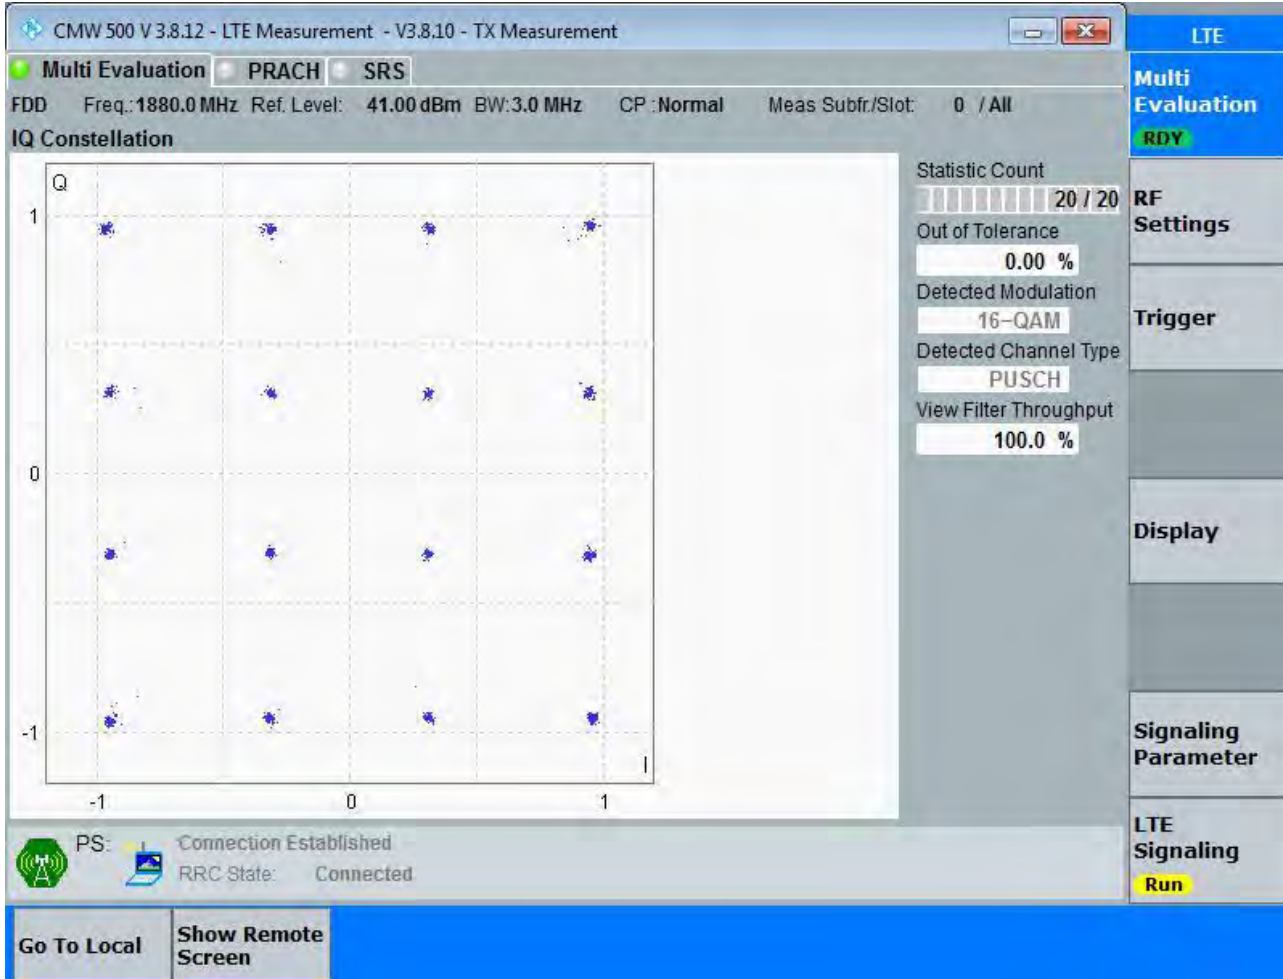 CMW 500 V 3.8.12 - LTE Measurement - V3.8.10 - TX Measurement
LTE
Multi Evaluation PRACH SRS
Multi
Evaluation
RDY
FDD Freq.:1880.0 MHz Ref. Level: 41.00 dBm BW:3.0 MHz CP :Normal Meas Subfr./Slot: 0 / All
IQ Constellation
Q
1
0
-1
-1 0 1
I
Statistic Count
20 / 20
Out of Tolerance
0.00 %
Detected Modulation
16-QAM
Detected Channel Type
PUSCH
View Filter Throughput
100.0 %
RF
Settings
Trigger
Display
Signaling
Parameter
LTE
Signaling
Run
PS: Connection Established
RRC State: Connected
Go To Local
Show Remote
Screen